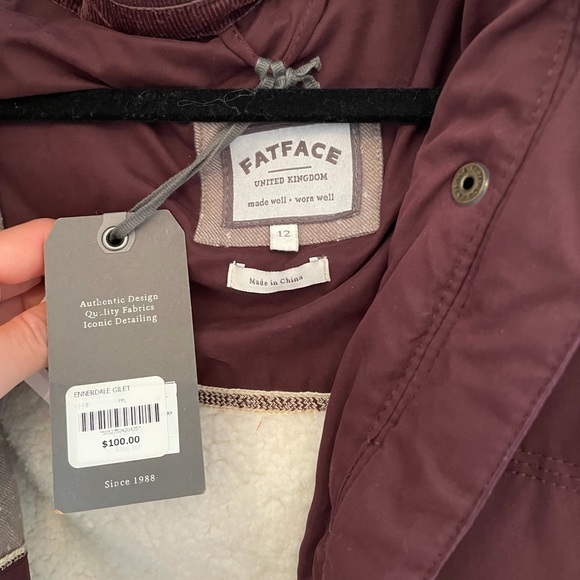 FATFACE
UNITED KINGDOM
made well • worn well
12
Made in China
Authentic Design
Quality Fabrics
Iconic Detailing
ENNERDALE GILET
$100.00
Since 1988